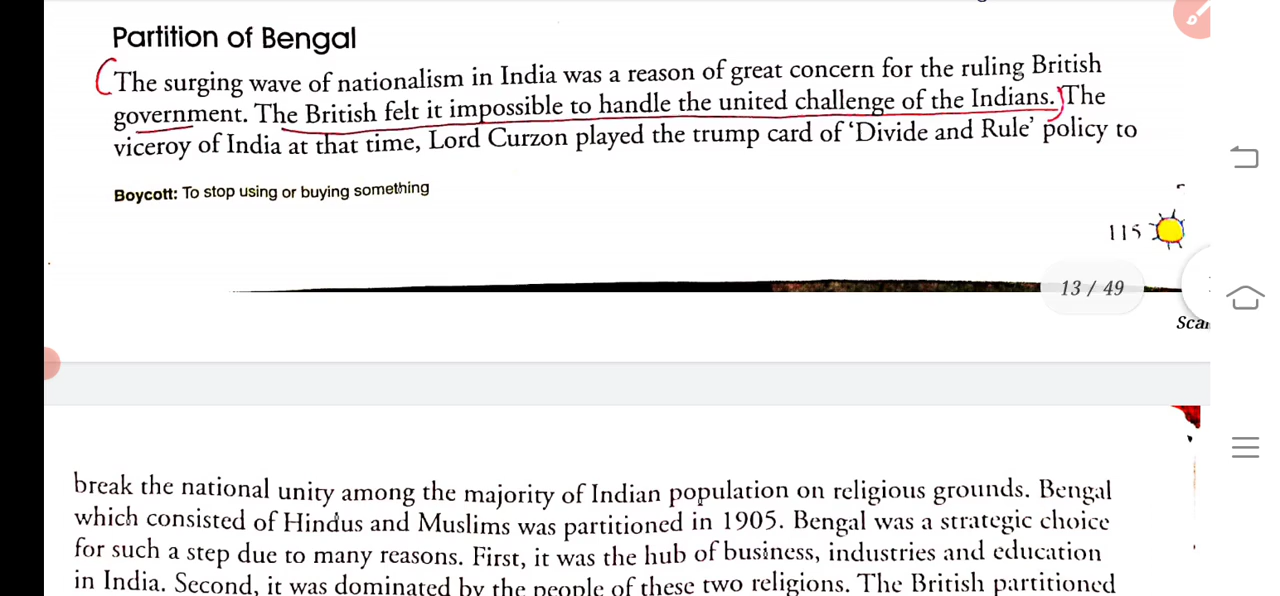 Partition of Bengal
The surging wave of nationalism in India was a reason of great concern for the ruling British
government. The British felt it impossible to handle the united challenge of the Indians. The
viceroy of India at that time, Lord Curzon played the trump card of ‘Divide and Rule’ policy to
Boycott: To stop using or buying something
115
13 / 49
break the national unity among the majority of Indian population on religious grounds. Bengal
which consisted of Hindus and Muslims was partitioned in 1905. Bengal was a strategic choice
for such a step due to many reasons. First, it was the hub of business, industries and education
in India. Second, it was dominated by the people of these two religions. The British partitioned